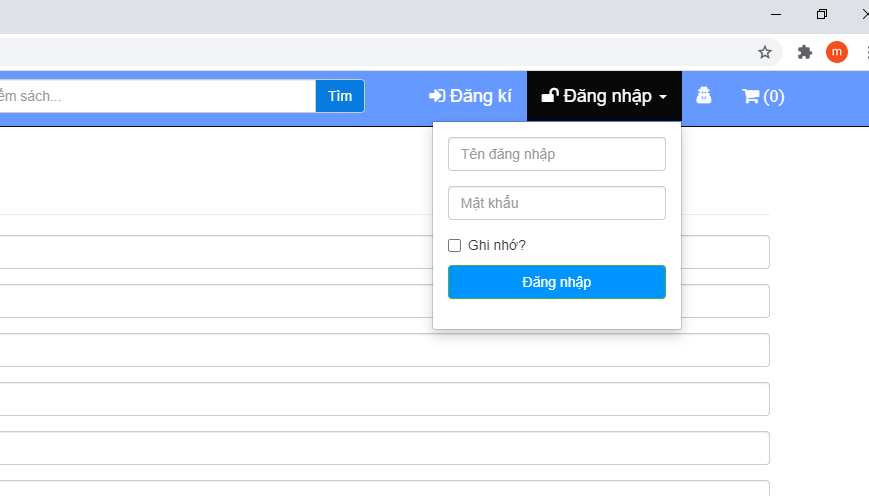 m
ếm sách...
Tìm
Đăng kí
Đăng nhập
(0)
Tên đăng nhập
Mật khẩu
Ghi nhớ?
Đăng nhập